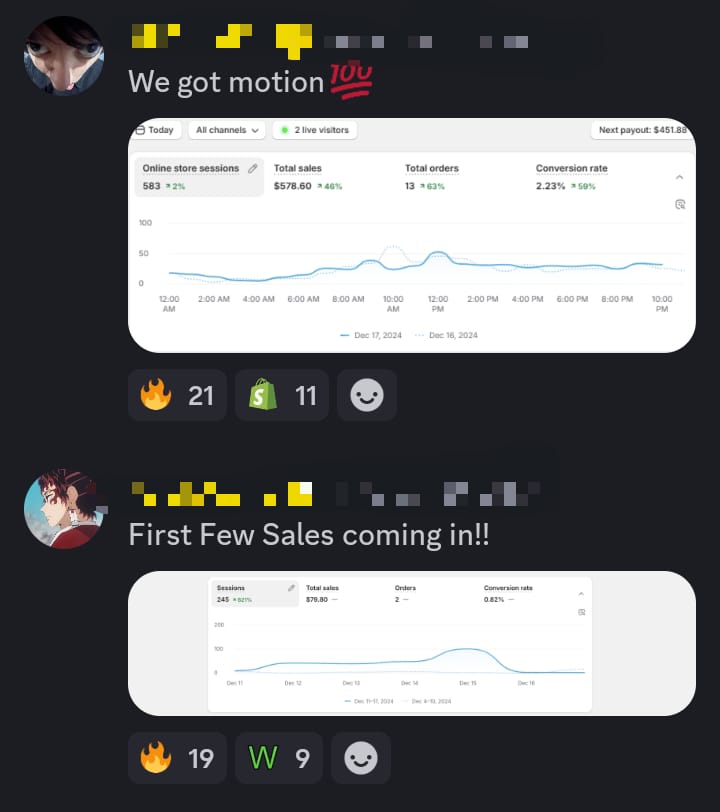 We got motion 💯
Today All channels 2 live visitors Next payout: $451.88
Online store sessions Total sales Total orders Conversion rate
583 ↗ 2% $578.60 ↗ 46% 13 ↗ 63% 2.23% ↗ 59%
100
50
0
12:00 AM 2:00 AM 4:00 AM 6:00 AM 8:00 AM 10:00 AM 12:00 PM 2:00 PM 4:00 PM 6:00 PM 8:00 PM 10:00 PM
Dec 17, 2024 Dec 16, 2024
🔥 21 S 11
First Few Sales coming in!!
Sessions Total sales Orders Conversion rate
245 ↗ 621% $79.80 — 2 — 0.82% —
200
100
0
Dec 11 Dec 12 Dec 13 Dec 14 Dec 15 Dec 16
Dec 11–17, 2024 Dec 4–10, 2024
🔥 19 W 9